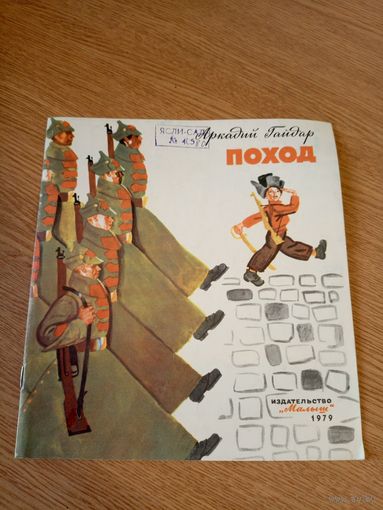 ЯСЛИ-САД
Аркадий Гайдар
ПОХОД
ИЗДАТЕЛЬСТВО
„Малыш“
1979